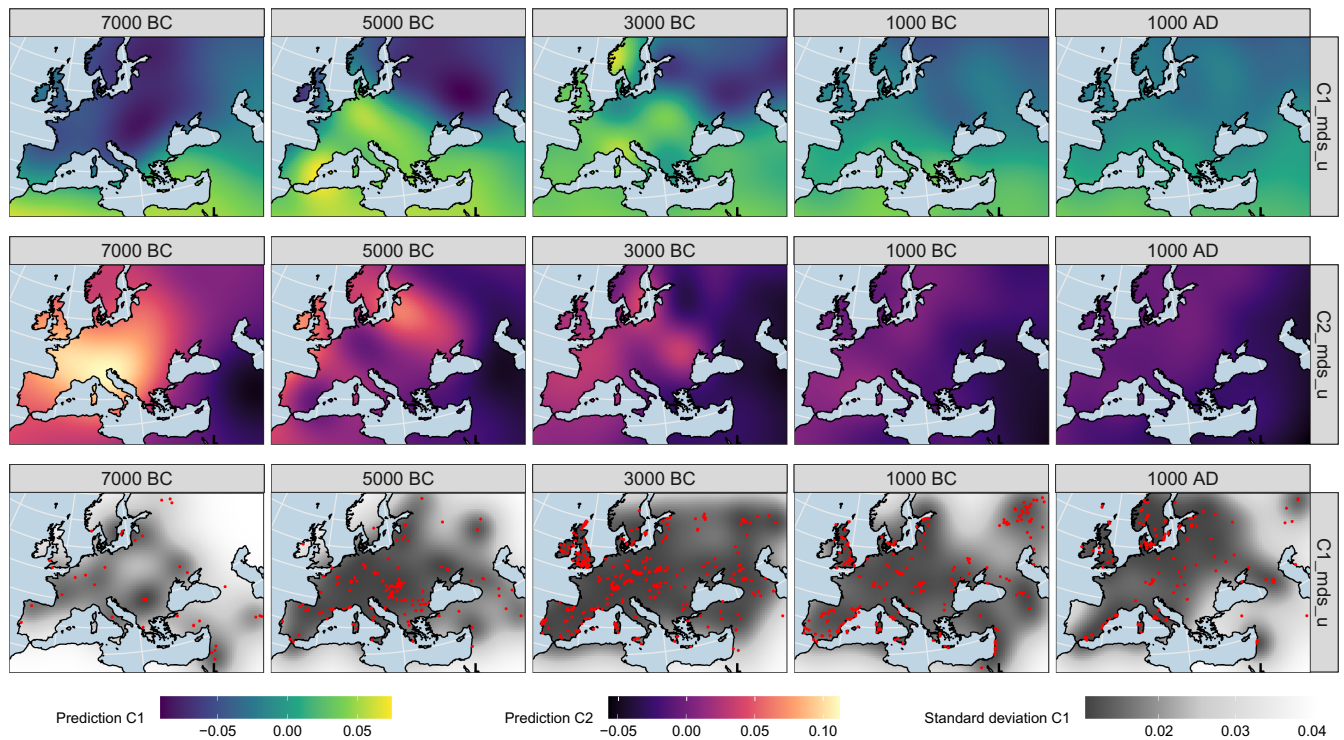 7000 BC 5000 BC 3000 BC 1000 BC 1000 AD
C1_mds_u
7000 BC 5000 BC 3000 BC 1000 BC 1000 AD
C2_mds_u
7000 BC 5000 BC 3000 BC 1000 BC 1000 AD
C1_mds_u
Prediction C1 Prediction C2 Standard deviation C1
−0.05 0.00 0.05 −0.05 0.00 0.05 0.10 0.02 0.03 0.04